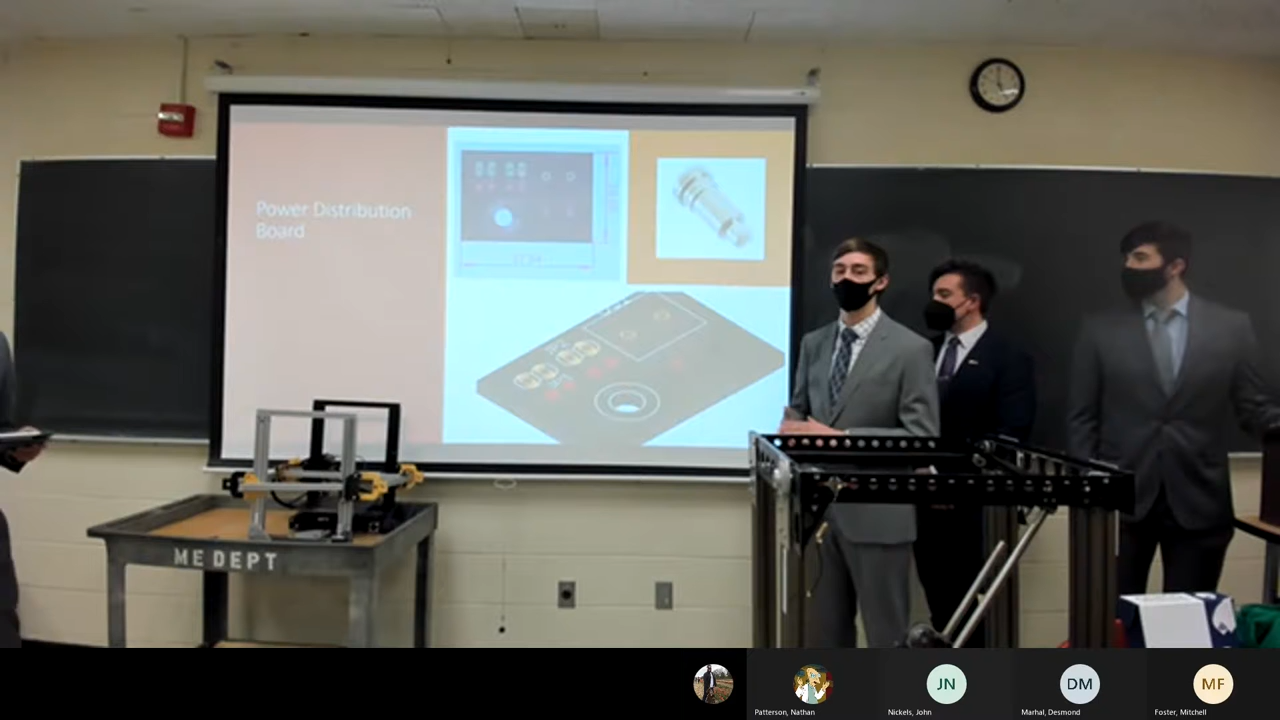 Power Distribution
Board
ME DEPT
JN
DM
MF
Patterson, Nathan
Nickels, John
Marhal, Desmond
Foster, Mitchell